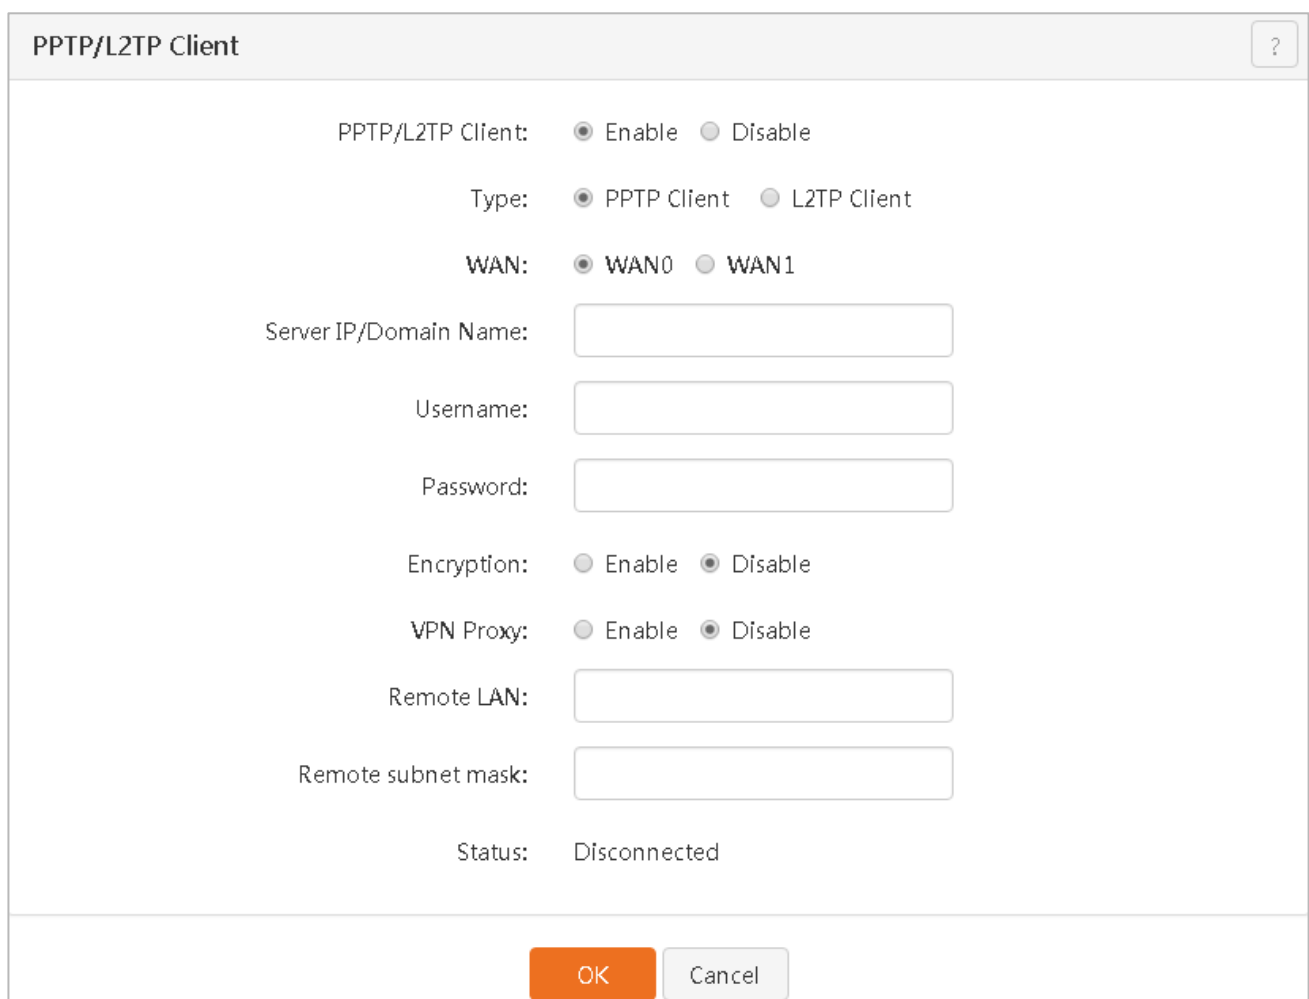 PPTP/L2TP Client ?
PPTP/L2TP Client: Enable Disable
Type: PPTP Client L2TP Client
WAN: WAN0 WAN1
Server IP/Domain Name:
Username:
Password:
Encryption: Enable Disable
VPN Proxy: Enable Disable
Remote LAN:
Remote subnet mask:
Status: Disconnected
OK Cancel